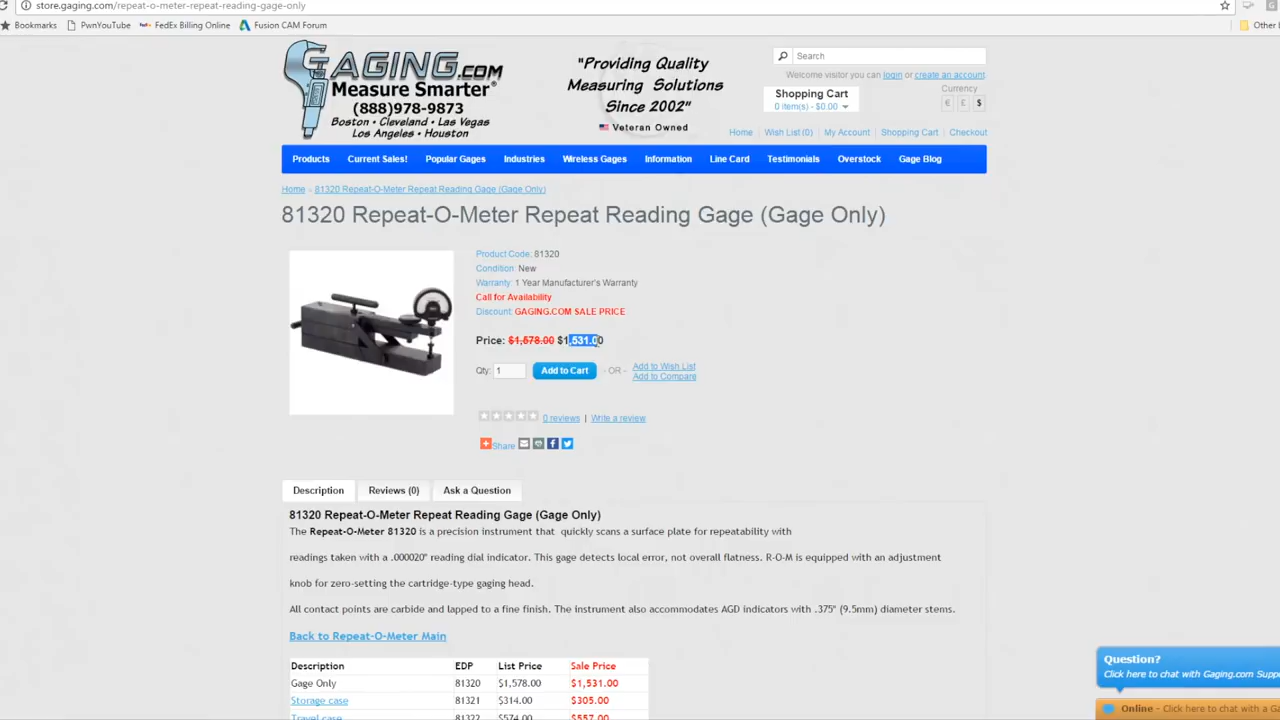 store.gaging.com/repeat-o-meter-repeat-reading-gage-only
Bookmarks PwnYouTube FedEx Billing Online Fusion CAM Forum Other
GAGING.COM
Measure Smarter®
(888)978-9873
Boston • Cleveland • Las Vegas
Los Angeles • Houston
"Providing Quality
Measuring Solutions
Since 2002"
Veteran Owned
Search
Welcome visitor you can login or create an account.
Shopping Cart
0 item(s) - $0.00
Currency
€ £ $
Home Wish List (0) My Account Shopping Cart Checkout
Products Current Sales! Popular Gages Industries Wireless Gages Information Line Card Testimonials Overstock Gage Blog
Home » 81320 Repeat-O-Meter Repeat Reading Gage (Gage Only)
81320 Repeat-O-Meter Repeat Reading Gage (Gage Only)
Product Code: 81320
Condition: New
Warranty: 1 Year Manufacturer's Warranty
Call for Availability
Discount: GAGING.COM SALE PRICE
Price: $1,578.00 $1,531.00
Qty: 1 Add to Cart - OR - Add to Wish List
Add to Compare
0 reviews | Write a review
Share
Description Reviews (0) Ask a Question
81320 Repeat-O-Meter Repeat Reading Gage (Gage Only)
The Repeat-O-Meter 81320 is a precision instrument that quickly scans a surface plate for repeatability with
readings taken with a .000020" reading dial indicator. This gage detects local error, not overall flatness. R-O-M is equipped with an adjustment
knob for zero-setting the cartridge-type gaging head.
All contact points are carbide and lapped to a fine finish. The instrument also accommodates AGD indicators with .375" (9.5mm) diameter stems.
Back to Repeat-O-Meter Main
Description EDP List Price Sale Price
Gage Only 81320 $1,578.00 $1,531.00
Storage case 81321 $314.00 $305.00
Travel case 81322 $574.00 $557.00
Question?
Click here to chat with Gaging.com Supp
Online - Click here to chat with a Ga